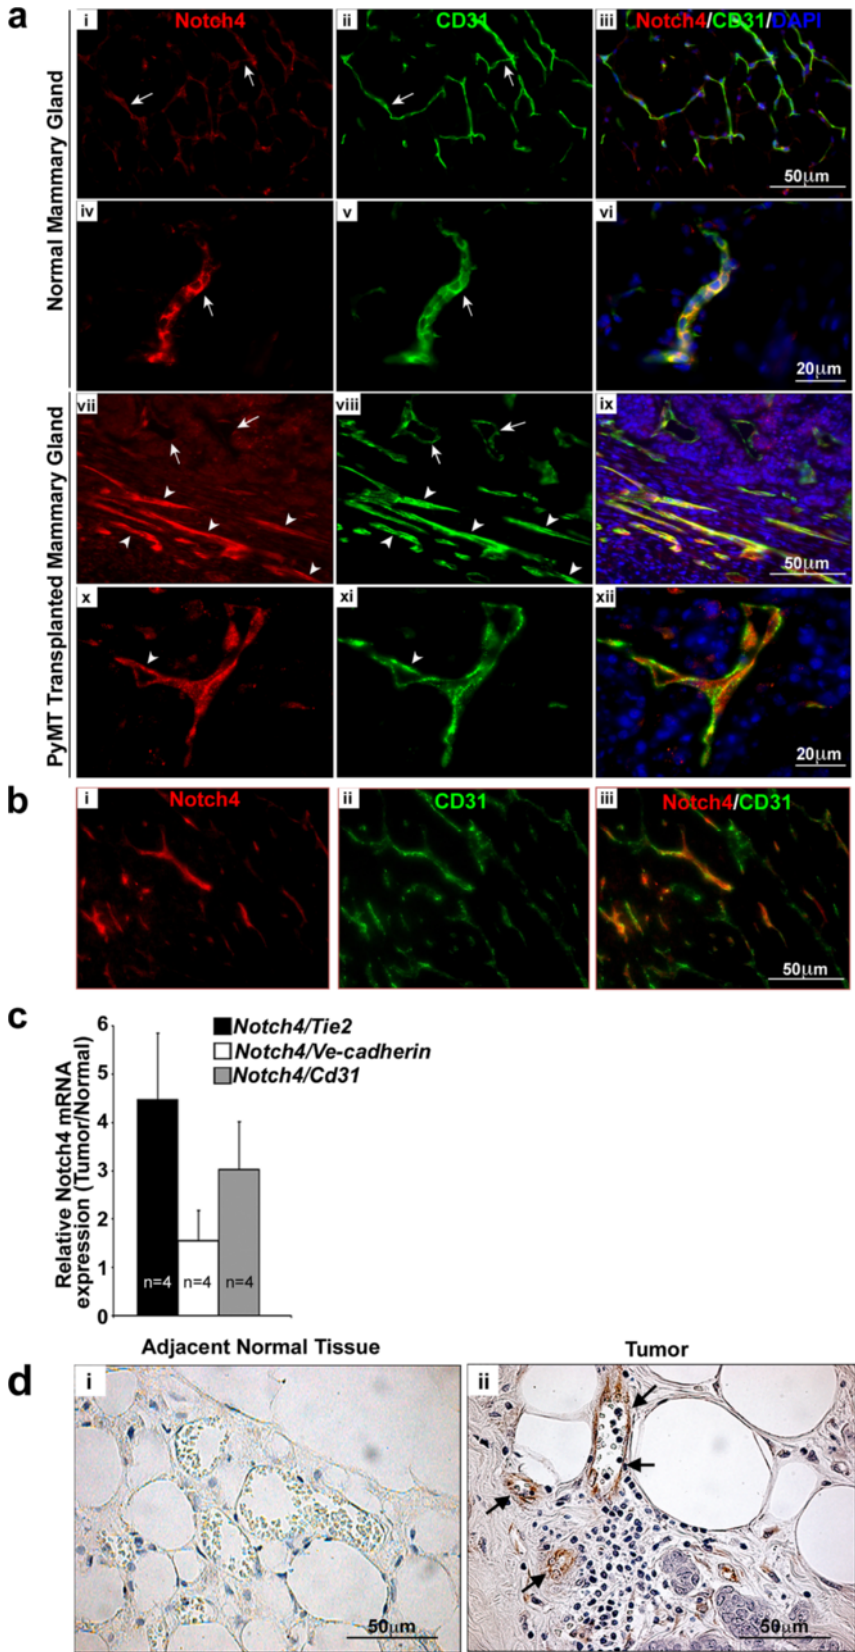 a
Normal Mammary Gland
i
Notch4
ii
CD31
iii
Notch4/CD31/DAPI
50μm
iv
v
vi
20μm
PyMT Transplanted Mammary Gland
vii
viii
ix
50μm
x
xi
xii
20μm
b
i
Notch4
ii
CD31
iii
Notch4/CD31
50μm
c
Relative Notch4 mRNA
expression (Tumor/Normal)
6
5
4
3
2
1
0
Notch4/Tie2
Notch4/Ve-cadherin
Notch4/Cd31
n=4
n=4
n=4
Adjacent Normal Tissue
Tumor
d
i
50μm
ii
50μm